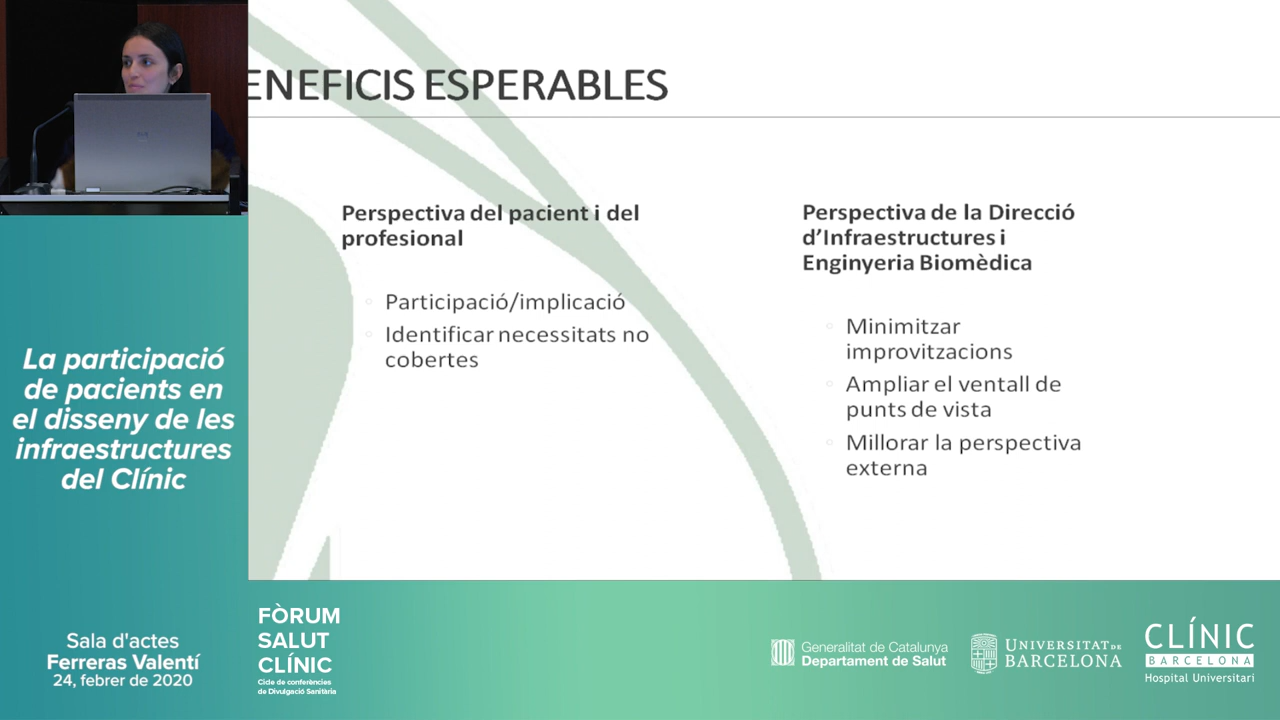 ENEFICIS ESPERABLES
Perspectiva del pacient i del
profesional
Participació/implicació
Identificar necessitats no
cobertes
Perspectiva de la Direcció
d’Infraestructures i
Enginyeria Biomèdica
Minimitzar
improvitzacions
Ampliar el ventall de
punts de vista
Millorar la perspectiva
externa
La participació
de pacients en
el disseny de les
infraestructures
del Clínic
Sala d'actes
Ferreras Valentí
24, febrer de 2020
FÒRUM
SALUT
CLÍNIC
Cicle de conferències
de Divulgació Sanitària
Generalitat de Catalunya
Departament de Salut
UNIVERSITAT DE
BARCELONA
CLÍNIC
BARCELONA
Hospital Universitari